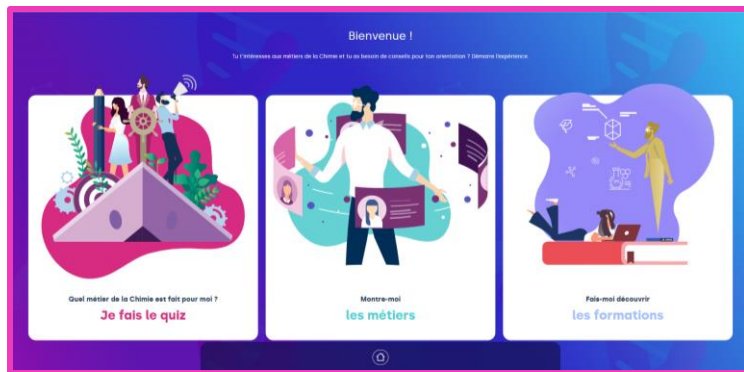 Bienvenue !
Tu t'intéresses aux métiers de la Chimie et tu as besoin de conseils pour ton orientation ? Démarre l'expérience.
Quel métier de la Chimie est fait pour moi ?
Je fais le quiz
Montre-moi
les métiers
Fais-moi découvrir
les formations